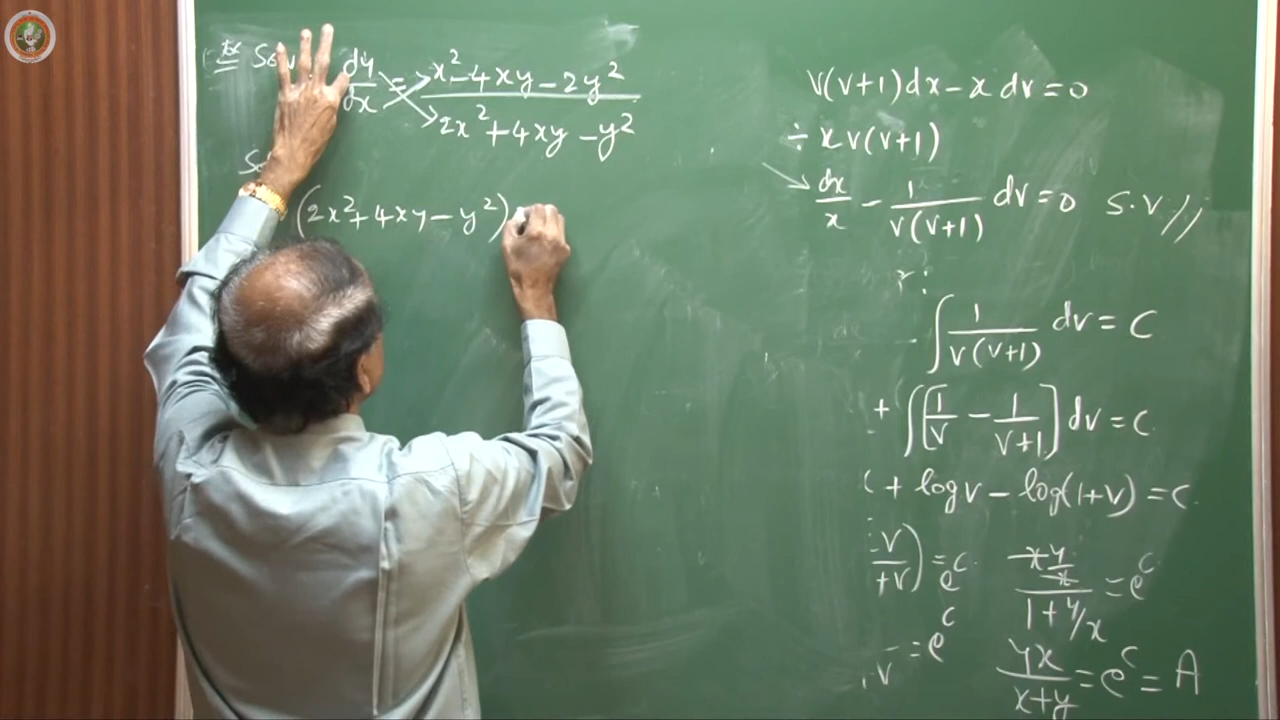 Ex
dy/dx = (x² - 4xy - 2y²)/(2x² + 4xy - y²)
(2x² + 4xy - y²)
v(v+1)dx - x dv = 0
÷ x v(v+1)
dx/x - 1/(v(v+1)) dv = 0 S.V //
- ∫ 1/(v(v+1)) dv = C
+ ∫[1/v - 1/(v+1)] dv = C
+ log v - log(1+v) = C
v/+v) = e^C (x y/x)/(1+y/x) = e^C
v = e^C yx/(x+y) = e^C = A